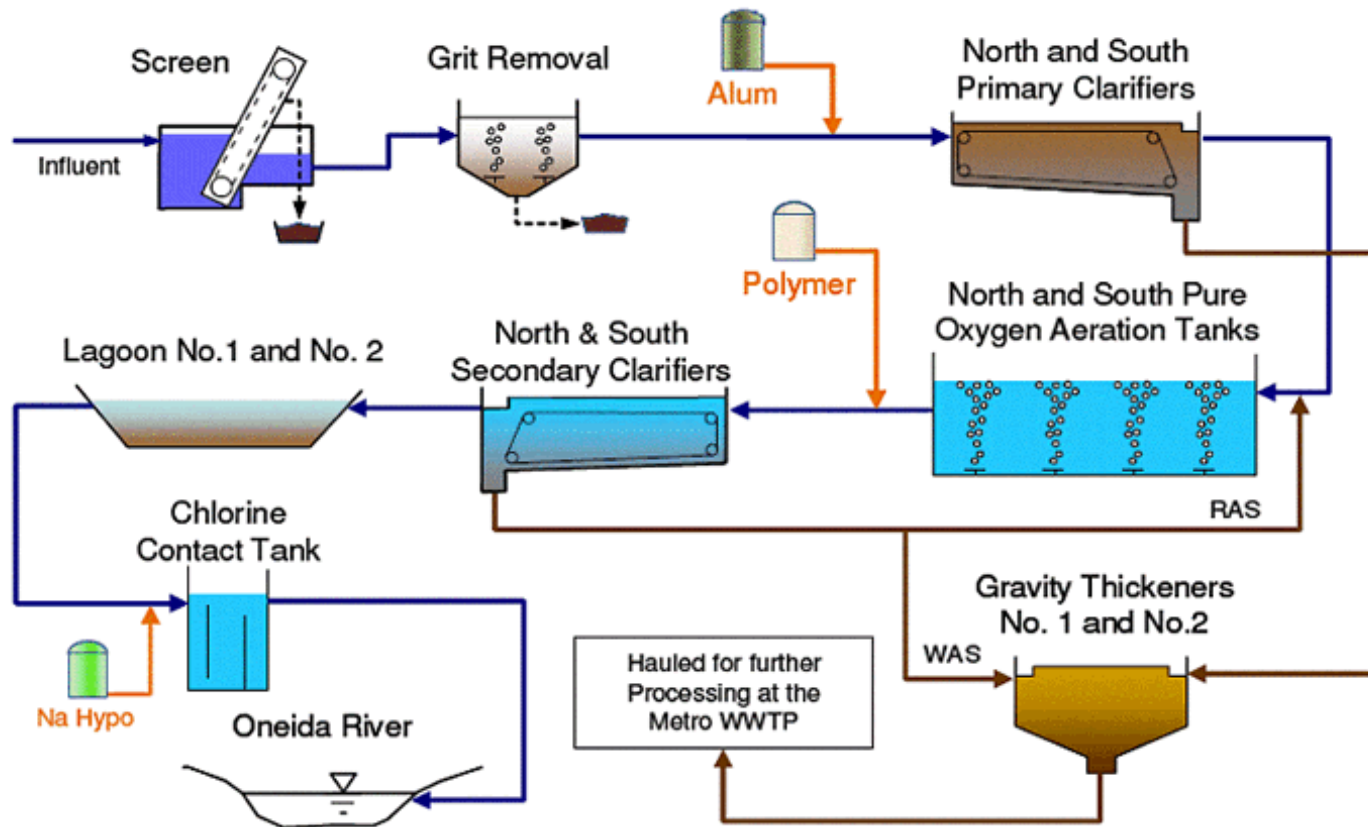 Screen
Influent
Grit Removal
Alum
North and South
Primary Clarifiers
Polymer
North and South Pure
Oxygen Aeration Tanks
North & South
Secondary Clarifiers
Lagoon No.1 and No. 2
RAS
Chlorine
Contact Tank
Na Hypo
Oneida River
Gravity Thickeners
No. 1 and No.2
WAS
Hauled for further
Processing at the
Metro WWTP